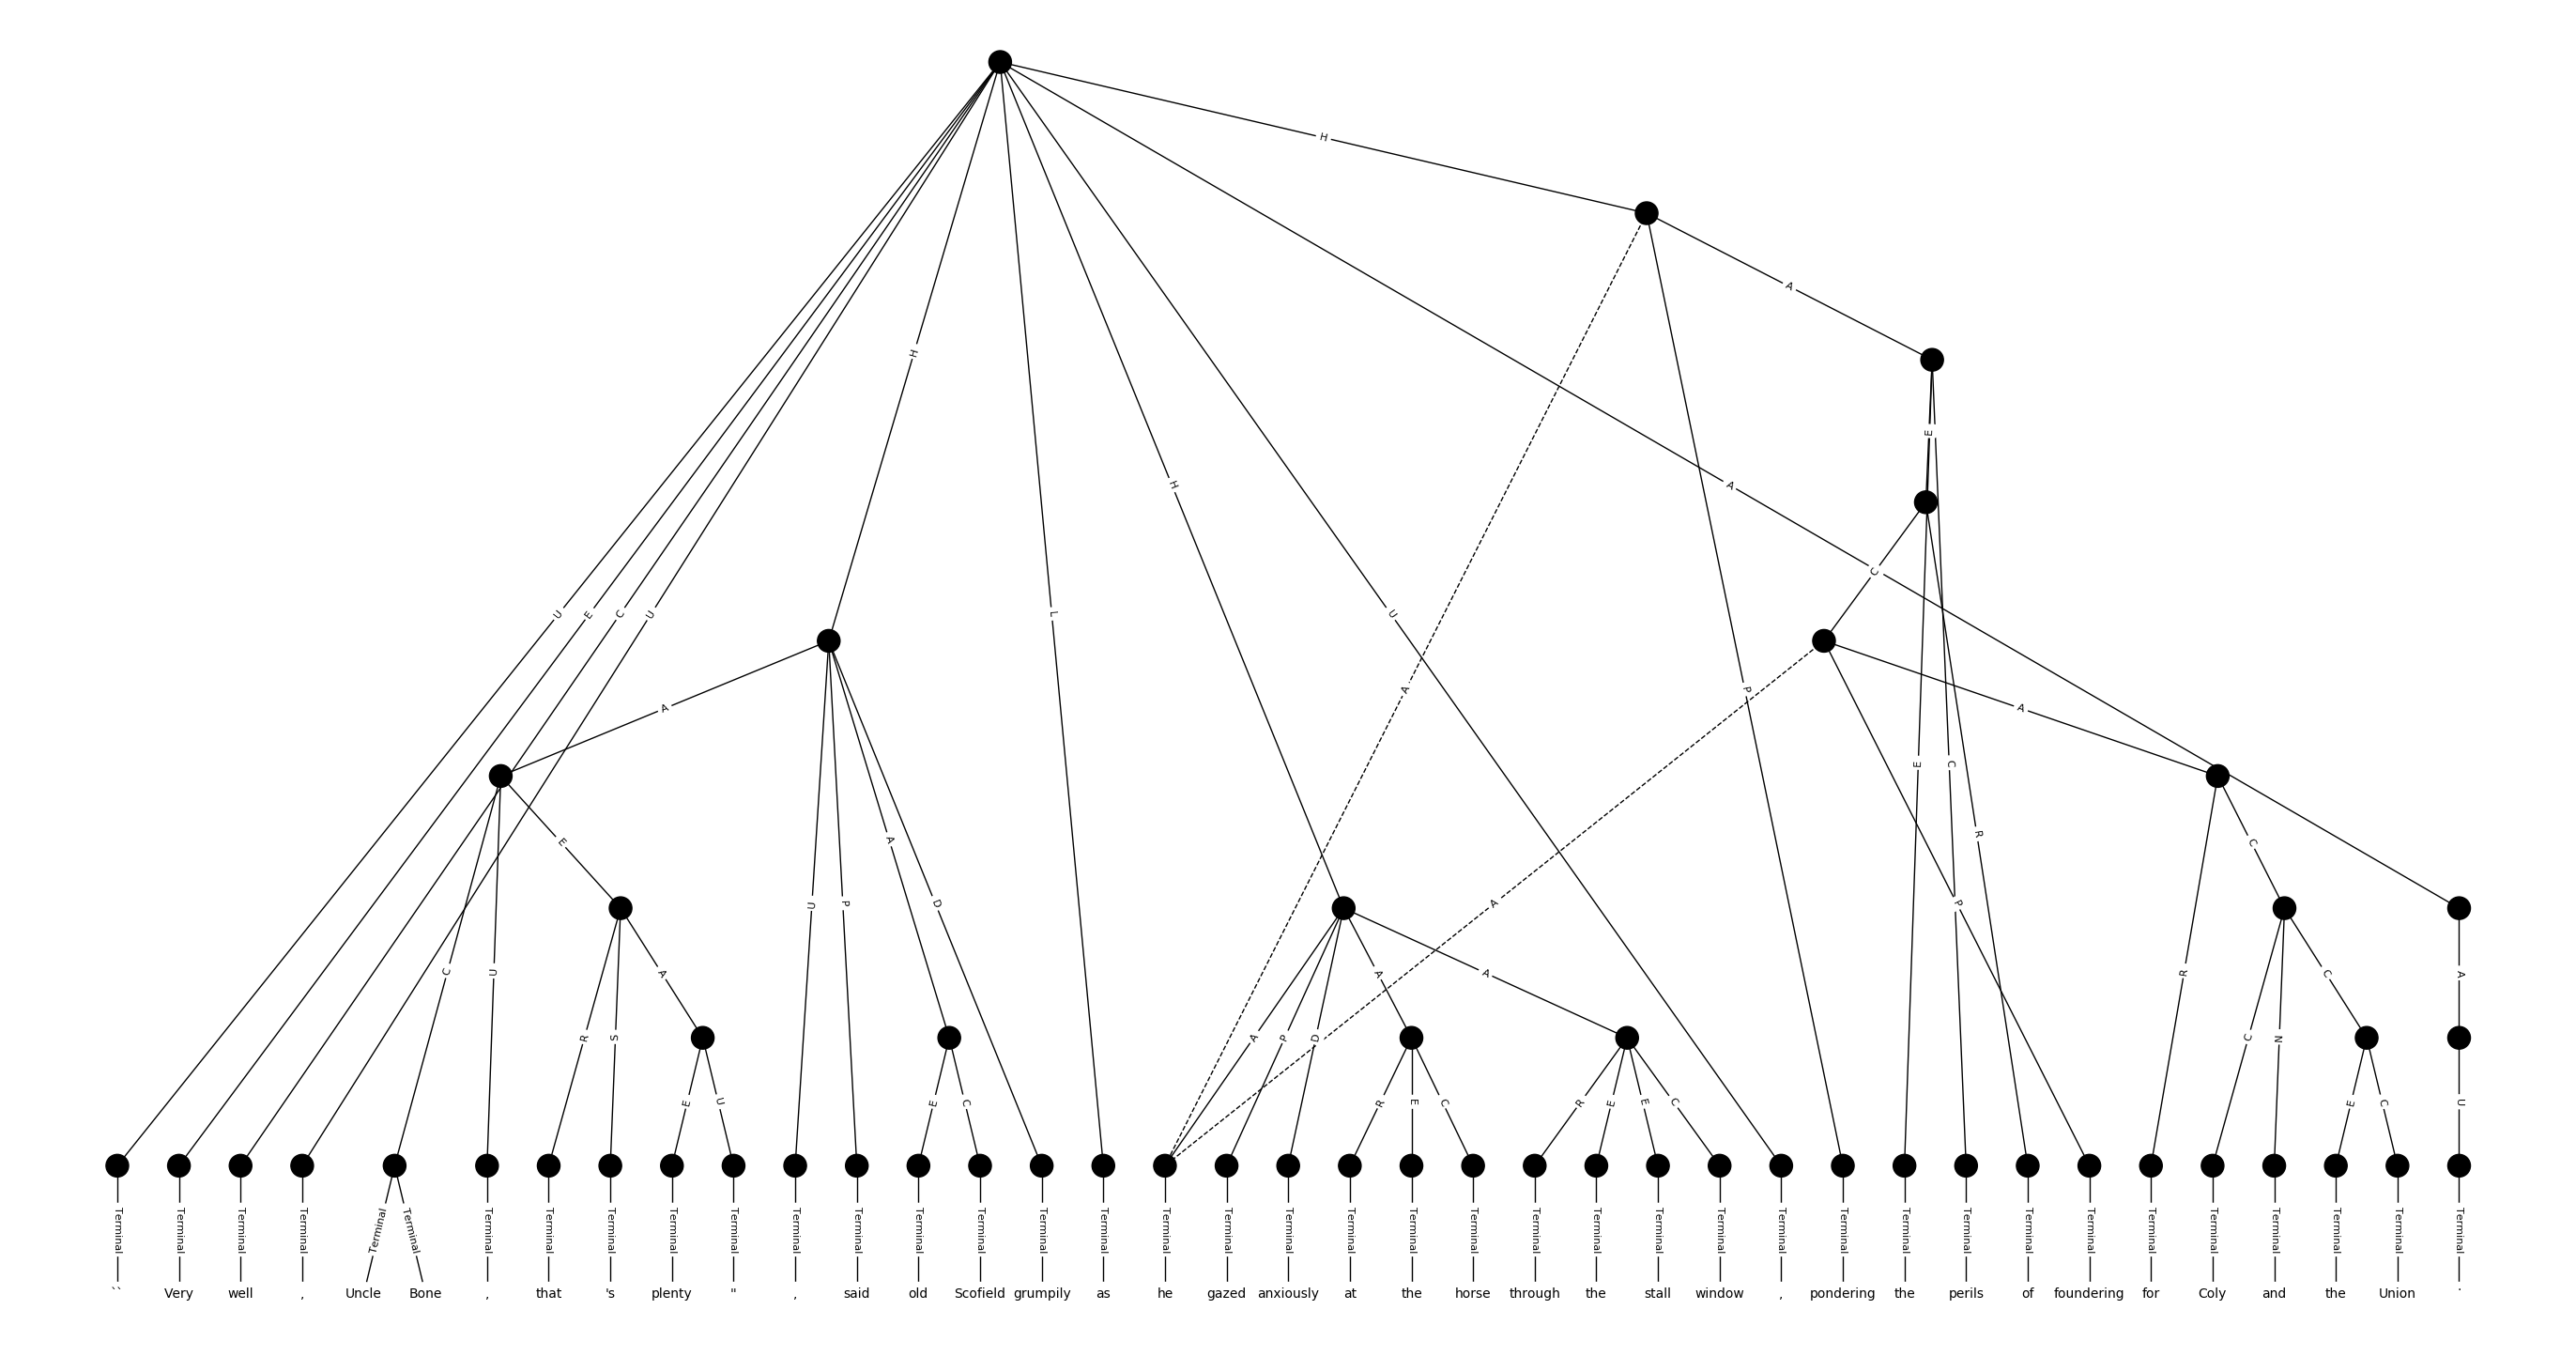 H
H
A
E
H
A
U E C U
L
U
C
A
A
P
A
E C
R
E
A
U P
D
P
C
A
C U
R S
A
A
A
R
C
A
A P D
C N
E U
E C
R E C
R E E C
E C
U
Terminal Terminal Terminal Terminal Terminal Terminal Terminal Terminal Terminal Terminal Terminal Terminal Terminal Terminal Terminal Terminal Terminal Terminal Terminal Terminal Terminal Terminal Terminal Terminal Terminal Terminal Terminal Terminal Terminal Terminal Terminal Terminal Terminal Terminal Terminal Terminal Terminal Terminal Terminal
`` Very well , Uncle Bone , that 's plenty " , said old Scofield grumpily as he gazed anxiously at the horse through the stall window , pondering the perils of foundering for Coly and the Union .